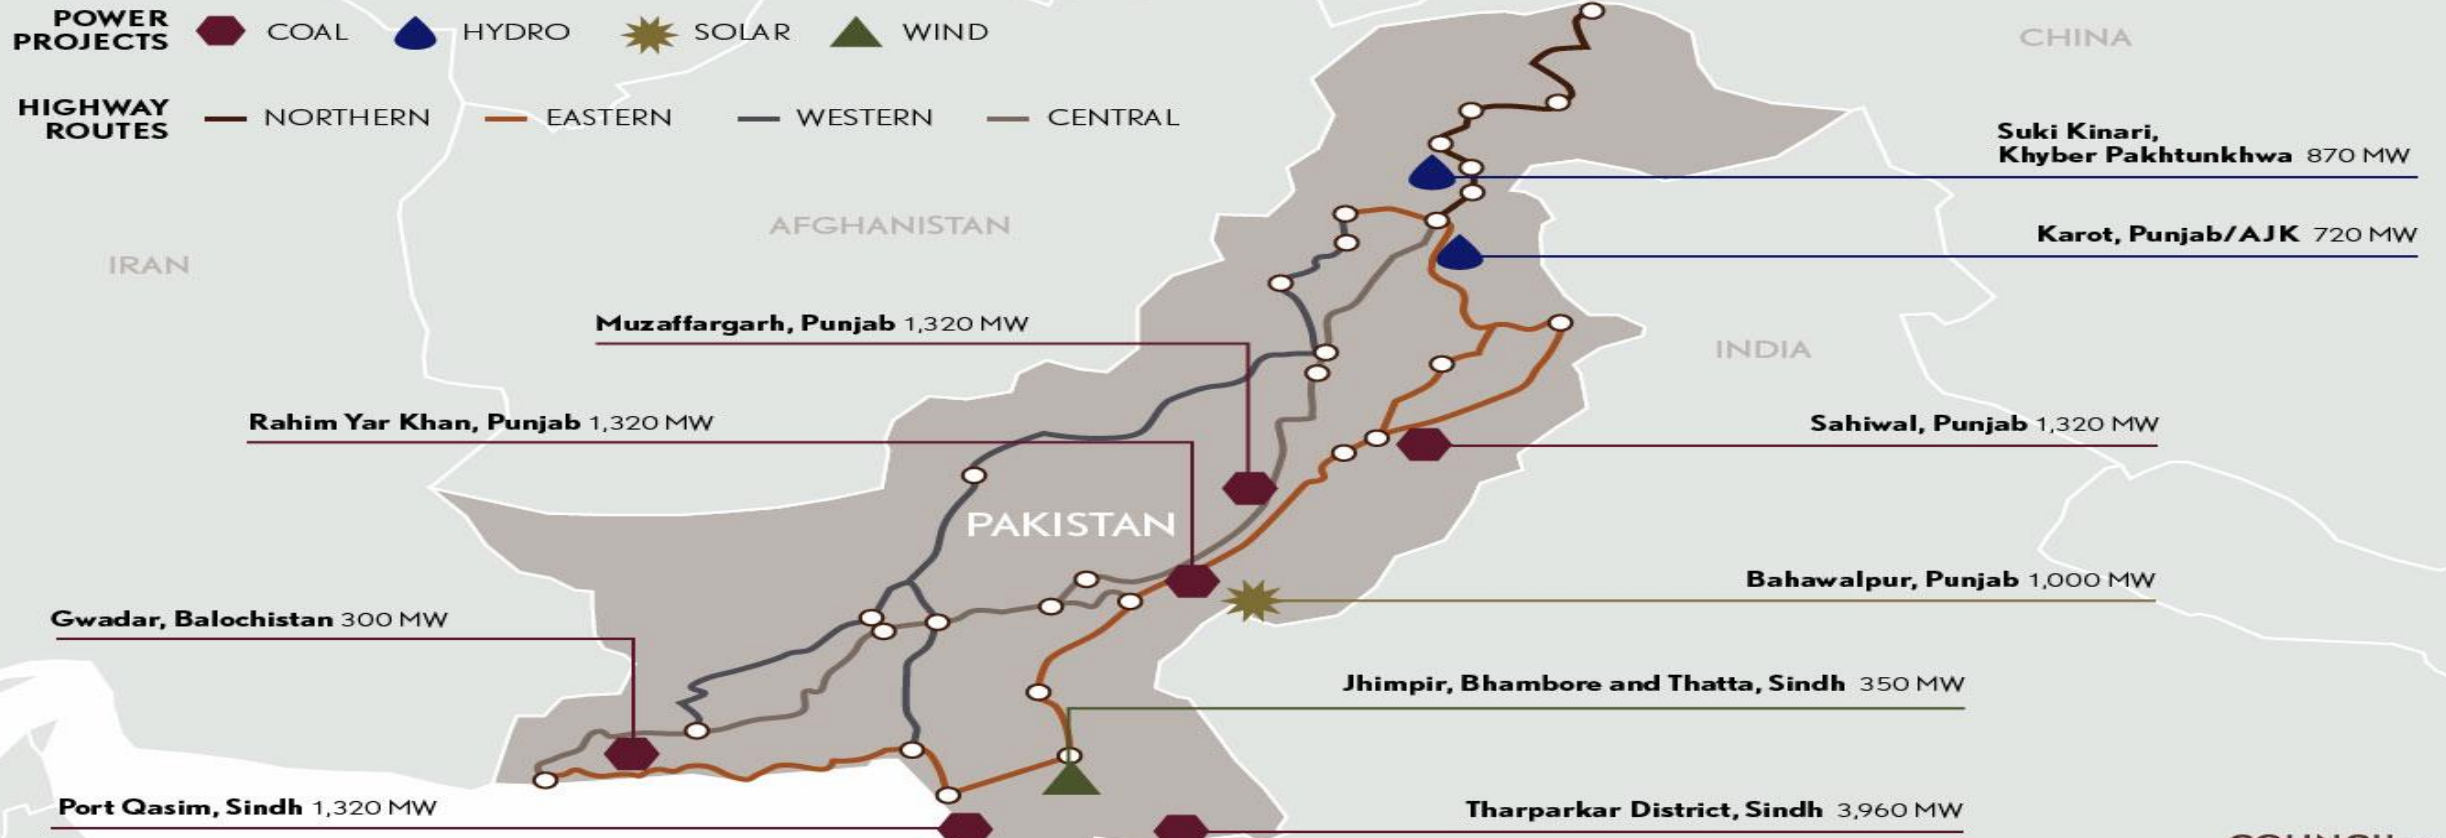 POWER
PROJECTS
COAL
HYDRO
SOLAR
WIND
HIGHWAY
ROUTES
NORTHERN
EASTERN
WESTERN
CENTRAL
CHINA
Suki Kinari,
Khyber Pakhtunkhwa 870 MW
AFGHANISTAN
Karot, Punjab/AJK 720 MW
IRAN
Muzaffargarh, Punjab 1,320 MW
INDIA
Rahim Yar Khan, Punjab 1,320 MW
Sahiwal, Punjab 1,320 MW
PAKISTAN
Bahawalpur, Punjab 1,000 MW
Gwadar, Balochistan 300 MW
Jhimpir, Bhambore and Thatta, Sindh 350 MW
Port Qasim, Sindh 1,320 MW
Tharparkar District, Sindh 3,960 MW